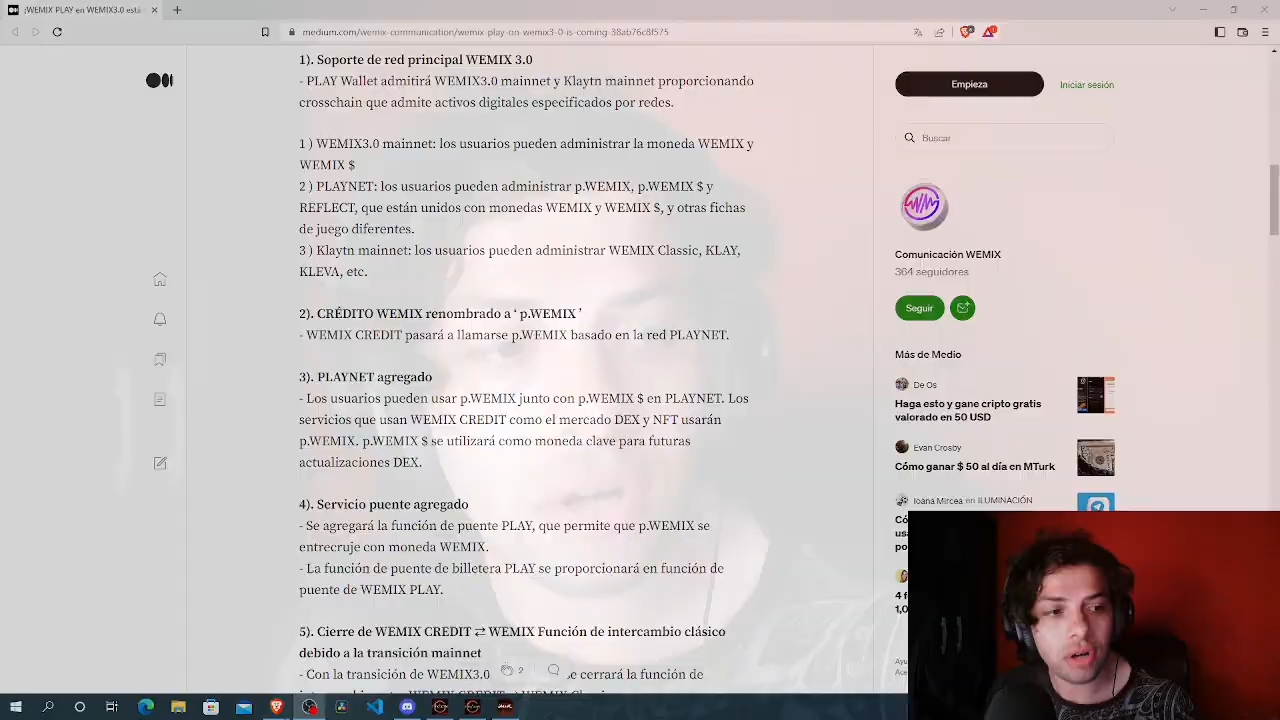 ¡WEMIX PLAY en WEMIX3.0 está
medium.com/wemix-communication/wemix-play-on-wemix3-0-is-coming-38ab76c8f575
1). Soporte de red principal WEMIX 3.0
- PLAY Wallet admitirá WEMIX3.0 mainnet y Klaytn mainnet proporcionando
crosschain que admite activos digitales especificados por redes.
1 ) WEMIX3.0 mainnet: los usuarios pueden administrar la moneda WEMIX y
WEMIX $
2 ) PLAYNET: los usuarios pueden administrar p.WEMIX, p.WEMIX $ y
REFLECT, que están unidos con monedas WEMIX y WEMIX $, y otras fichas
de juego diferentes.
3 ) Klaytn mainnet: los usuarios pueden administrar WEMIX Classic, KLAY,
KLEVA, etc.
2). CRÉDITO WEMIX renombrado a ‘ p.WEMIX ’
- WEMIX CREDIT pasará a llamarse p.WEMIX basado en la red PLAYNET.
3). PLAYNET agregado
- Los usuarios pueden usar p.WEMIX junto con p.WEMIX $ en PLAYNET. Los
servicios que usan WEMIX CREDIT como el mercado DEX y NFT usarán
p.WEMIX. p.WEMIX $ se utilizará como moneda clave para futuras
actualizaciones DEX.
4). Servicio puente agregado
- Se agregará la función de puente PLAY, que permite que p.WEMIX se
entrecruje con moneda WEMIX.
- La función de puente de billetera PLAY se proporcionará en función de
puente de WEMIX PLAY.
5). Cierre de WEMIX CREDIT ⇄ WEMIX Función de intercambio clásico
debido a la transición mainnet
- Con la transición de WEMIX3.0 se cerrará la función de
2
Empieza
Iniciar sesión
Buscar
Comunicación WEMIX
364 seguidores
Seguir
Más de Medio
De Os
Haga esto y gane cripto gratis
valorado en 50 USD
Evan Crosby
Cómo ganar $ 50 al día en MTurk
Ioana Mircea en ILUMINACIÓN